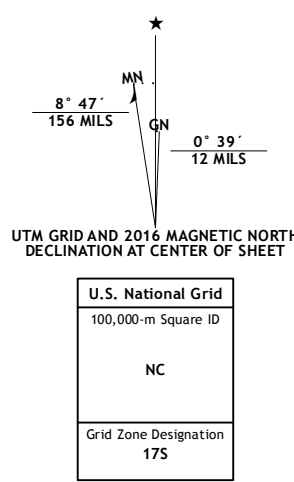 MN
8° 47´
156 MILS
GN
0° 39´
12 MILS
UTM GRID AND 2016 MAGNETIC NORTH
DECLINATION AT CENTER OF SHEET
U.S. National Grid
100,000-m Square ID
NC
Grid Zone Designation
17S